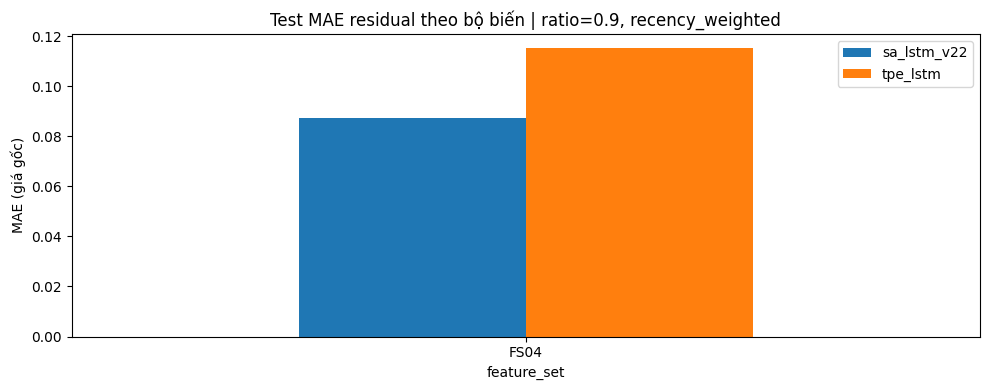 Test MAE residual theo bộ biến | ratio=0.9, recency_weighted
sa_lstm_v22
tpe_lstm
MAE (giá gốc)
0.12
0.10
0.08
0.06
0.04
0.02
0.00
FS04
feature_set